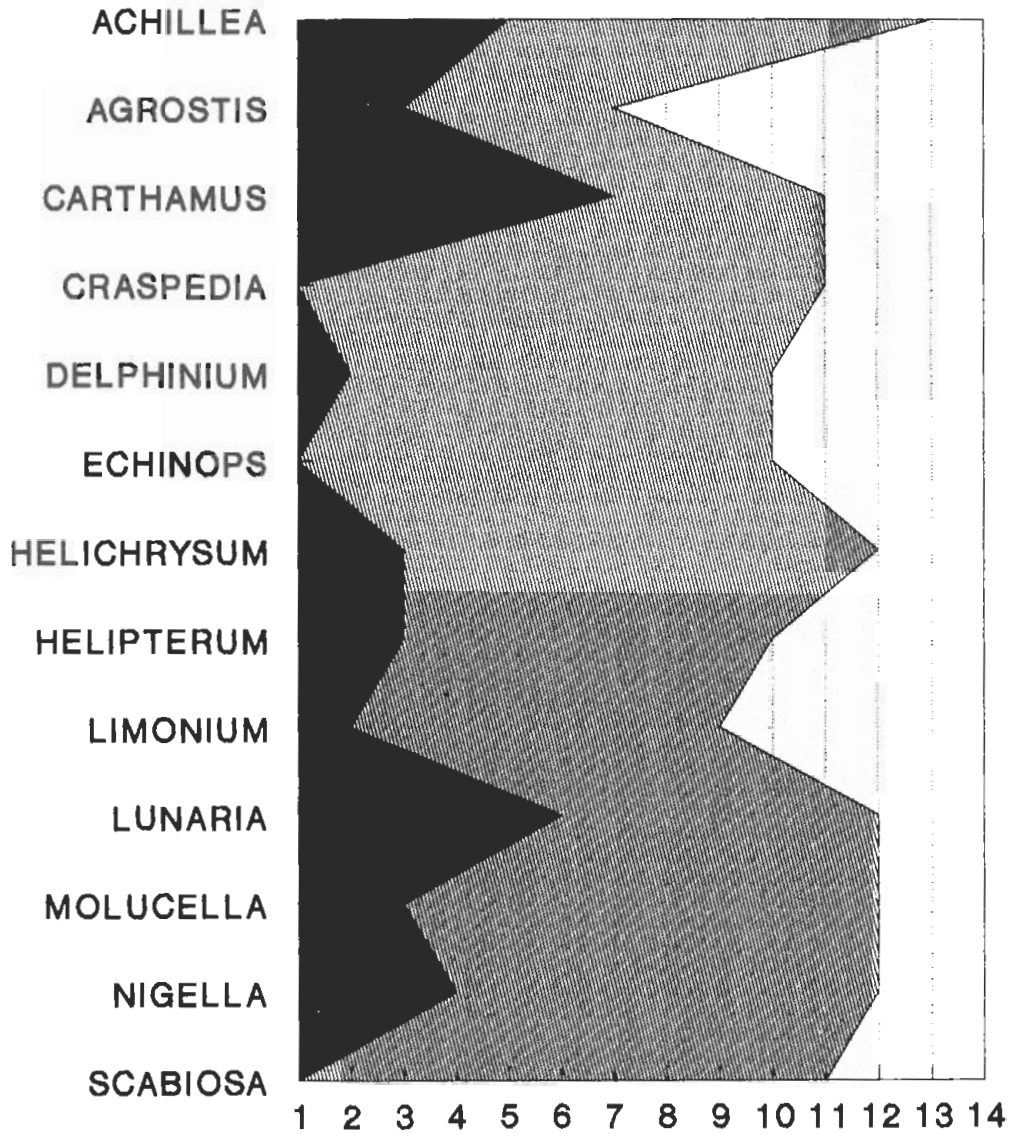 ACHILLEA
AGROSTIS
CARTHAMUS
CRASPEDIA
DELPHINIUM
ECHINOPS
HELICHRYSUM
HELIPTERUM
LIMONIUM
LUNARIA
MOLUCELLA
NIGELLA
SCABIOSA
1 2 3 4 5 6 7 8 9 10 11 12 13 14